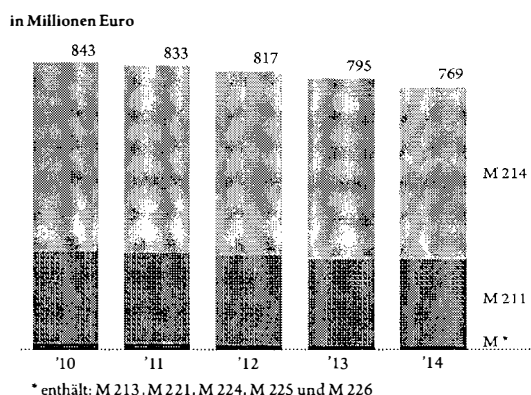 in Millionen Euro
843 833 817 795 769
M 214
M 211
M *
'10 '11 '12 '13 '14
* enthält: M 213, M 221, M 224, M 225 und M 226